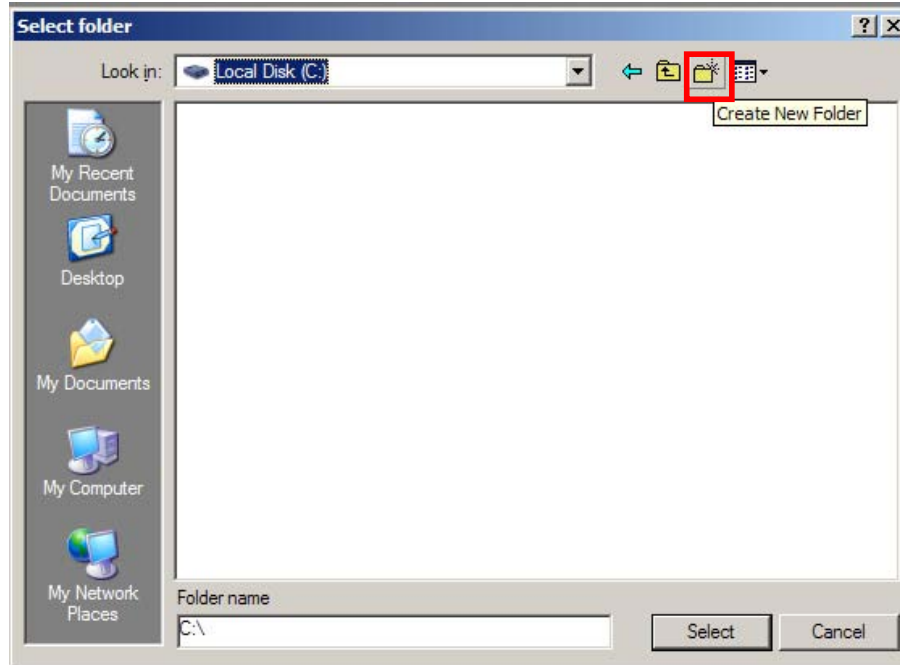 Select folder
Look in:
Local Disk (C:)
Create New Folder
My Recent
Documents
Desktop
My Documents
My Computer
My Network
Places
Folder name
C:\
Select
Cancel